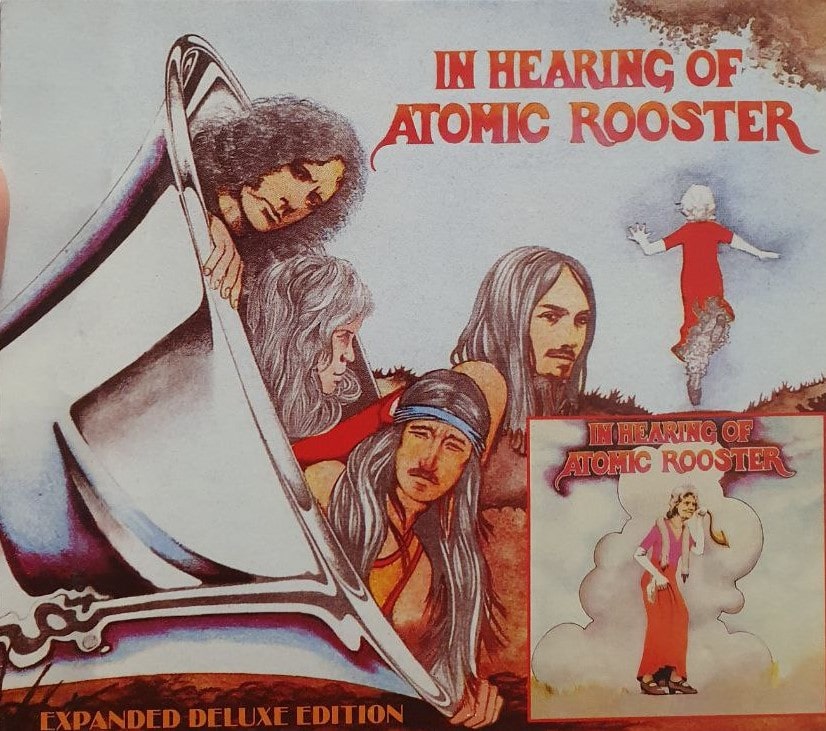 IN HEARING OF
ATOMIC ROOSTER
IN HEARING OF
ATOMIC ROOSTER
EXPANDED DELUXE EDITION